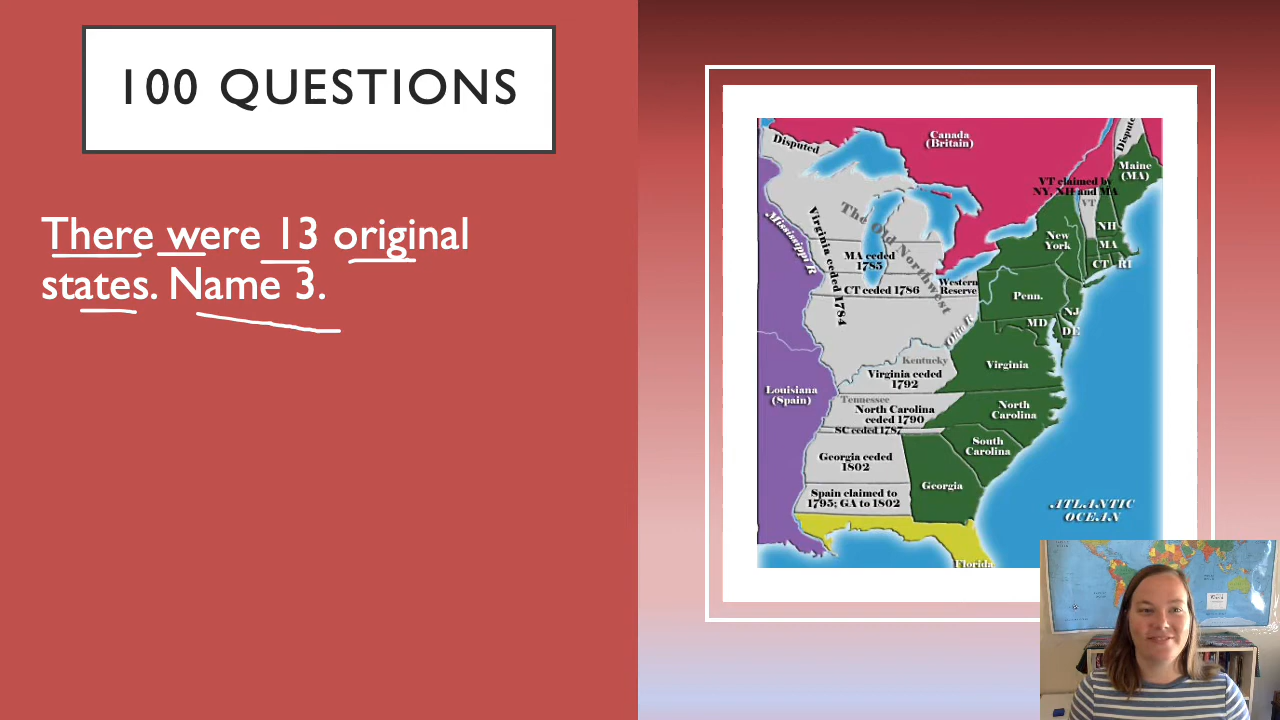 100 QUESTIONS
There were 13 original
states. Name 3.
Disputed
Canada
(Britain)
Dispute
Maine
(MA)
VT claimed by
NY, NH and MA
VT
The Old Northwest
Virginia ceded 1784
Mississippi R
New
York
NH
MA
CT
RI
MA ceded
1785
CT ceded 1786
Western
Reserve
Penn.
NJ
MD
DE
Ohio R
Kentucky
Virginia ceded
1792
Virginia
Louisiana
(Spain)
Tennessee
North Carolina
ceded 1790
North
Carolina
SC ceded 1787
South
Carolina
Georgia ceded
1802
Georgia
Spain claimed to
1795; GA to 1802
ATLANTIC
OCEAN
Florida